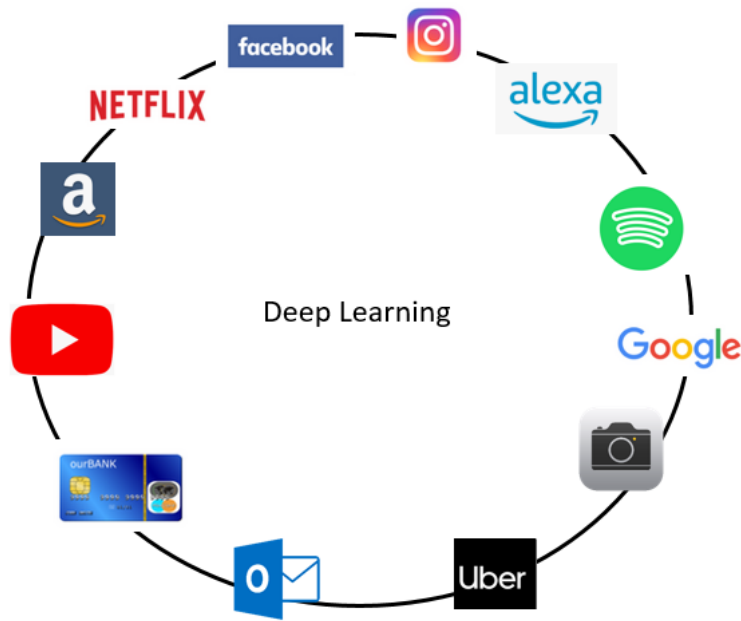 facebook
alexa
NETFLIX
a
Deep Learning
Google
ourBANK
O
Uber